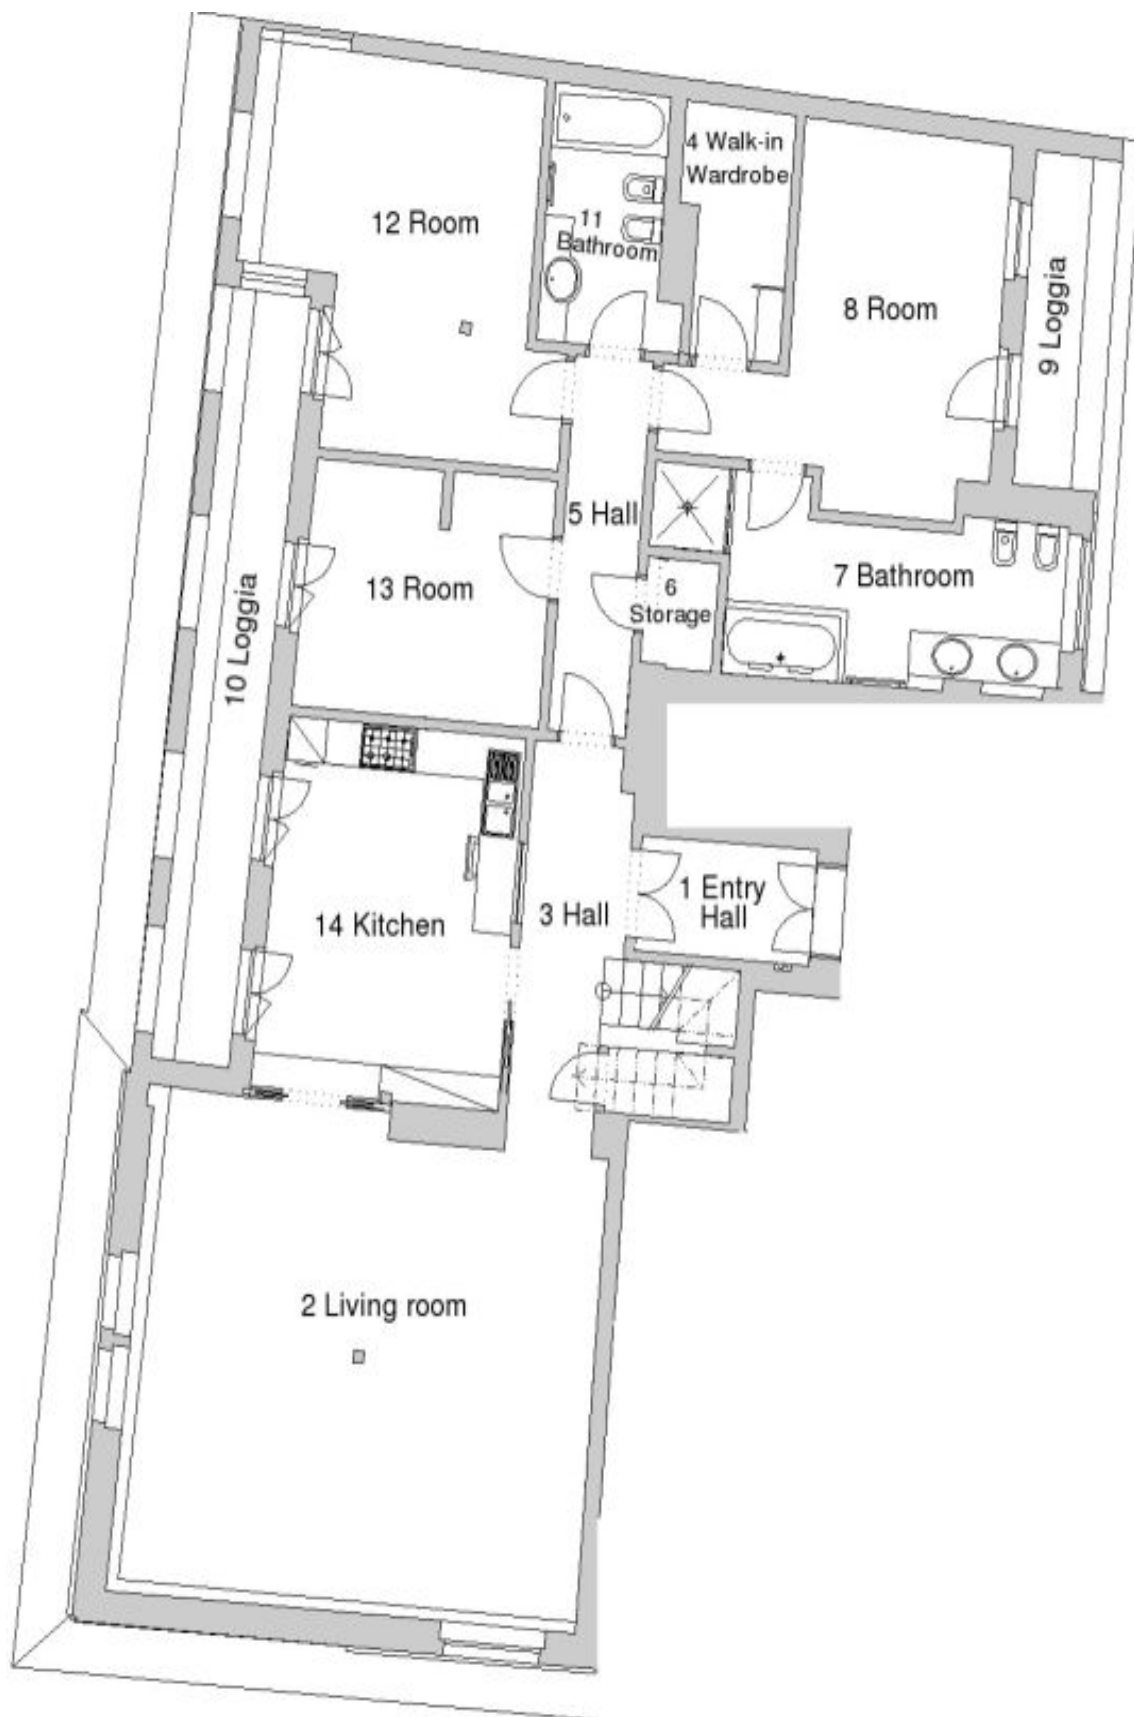 4 Walk-in
Wardrobe
12 Room
11
Bathroom
8 Room
9 Loggia
5 Hall
13 Room
6
Storage
7 Bathroom
10 Loggia
14 Kitchen
3 Hall
1 Entry
Hall
2 Living room